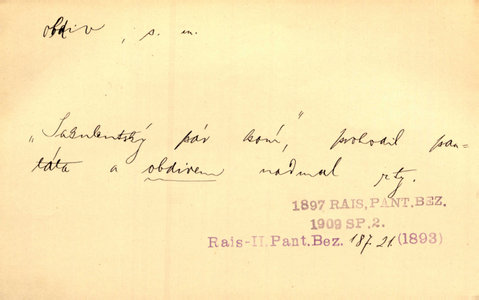 obdiv, s. m.
„Sakulentský pár koní,“ prohodil pan-
táta a obdivem nadmul rty.
1897 RAIS, PANT. BEZ.
1909 SP. 2.
Rais-II. Pant. Bez. 187. 21. (1893)